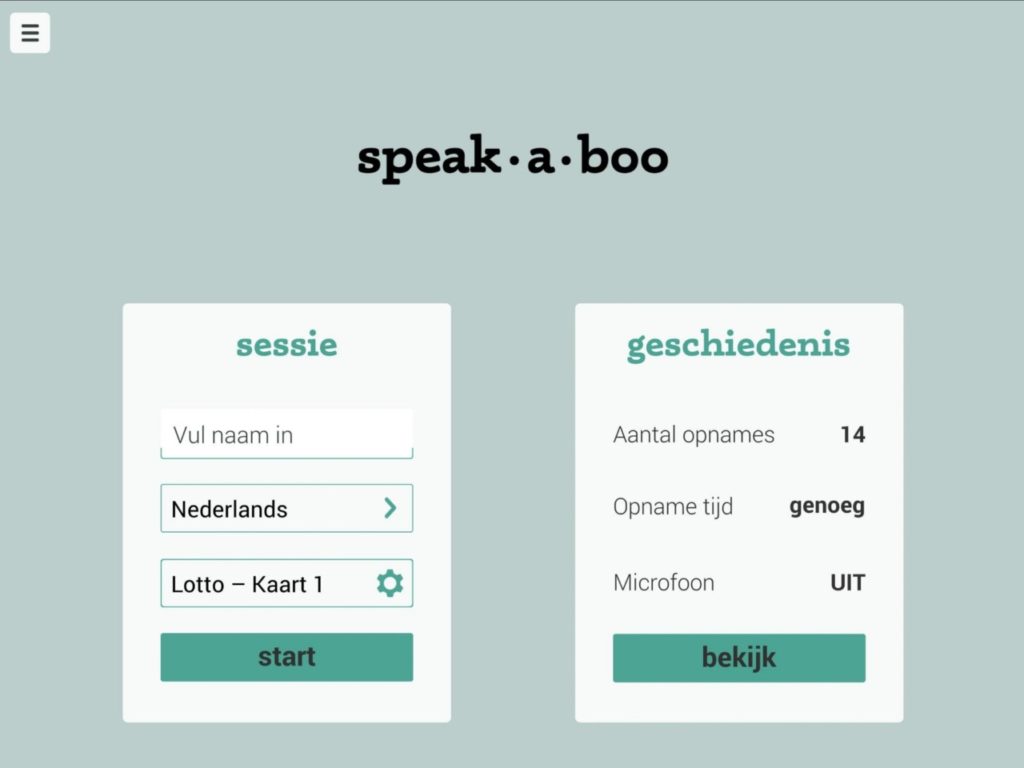 speak·a·boo
sessie
Vul naam in
Nederlands
Lotto – Kaart 1
start
geschiedenis
Aantal opnames 14
Opname tijd genoeg
Microfoon UIT
bekijk